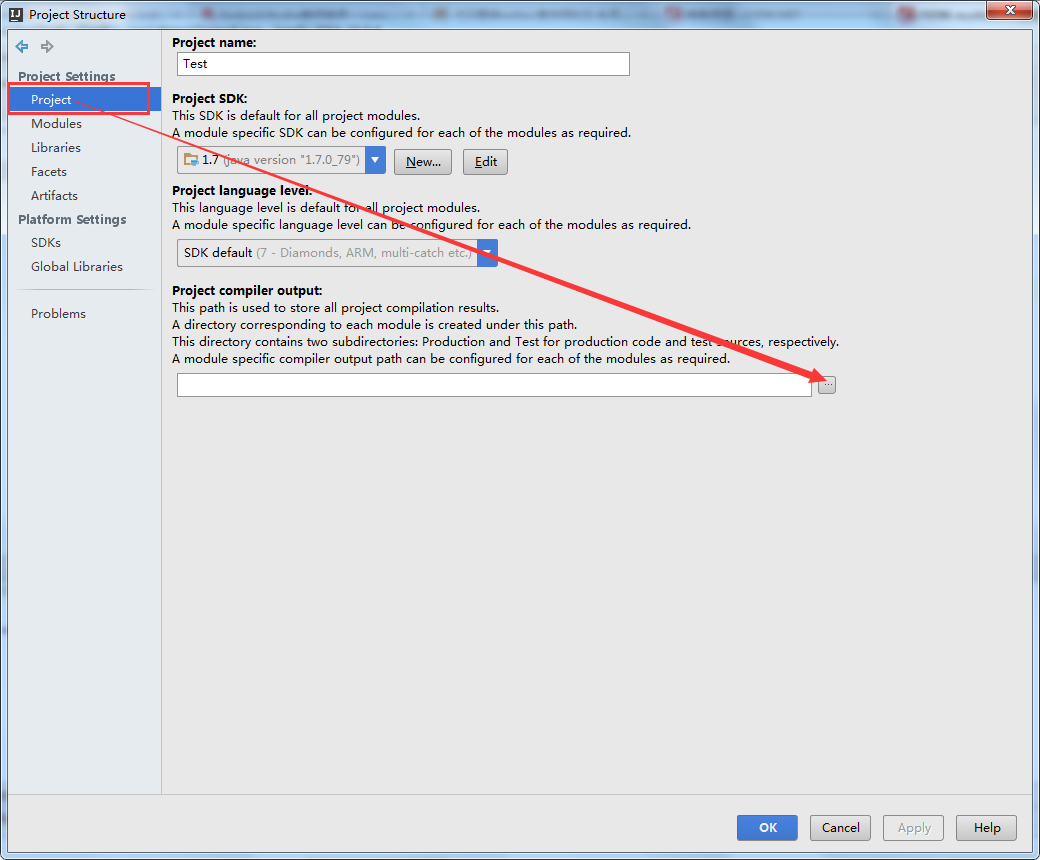 Project Structure
Project Settings
Project
Modules
Libraries
Facets
Artifacts
Platform Settings
SDKs
Global Libraries
Problems
Project name:
Test
Project SDK:
This SDK is default for all project modules.
A module specific SDK can be configured for each of the modules as required.
1.7 (java version "1.7.0_79")
New...
Edit
Project language level:
This language level is default for all project modules.
A module specific language level can be configured for each of the modules as required.
SDK default (7 - Diamonds, ARM, multi-catch etc.)
Project compiler output:
This path is used to store all project compilation results.
A directory corresponding to each module is created under this path.
This directory contains two subdirectories: Production and Test for production code and test sources, respectively.
A module specific compiler output path can be configured for each of the modules as required.
...
OK
Cancel
Apply
Help